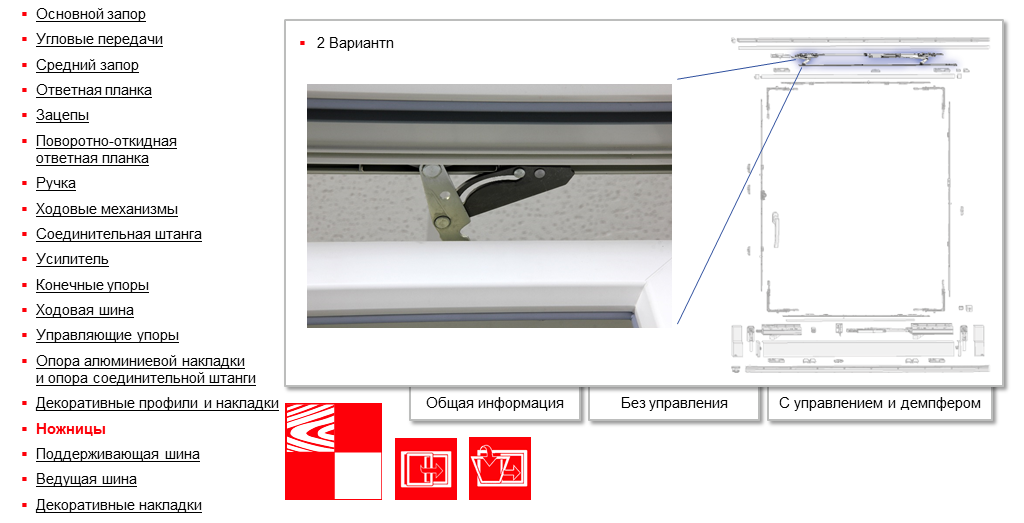 Основной запор
Угловые передачи
Средний запор
Ответная планка
Зацепы
Поворотно-откидная
ответная планка
Ручка
Ходовые механизмы
Соединительная штанга
Усилитель
Конечные упоры
Ходовая шина
Управляющие упоры
Опора алюминиевой накладки
и опора соединительной штанги
Декоративные профили и накладки
Ножницы
Поддерживающая шина
Ведущая шина
Декоративные накладки
2 Вариантn
Общая информация
Без управления
С управлением и демпфером